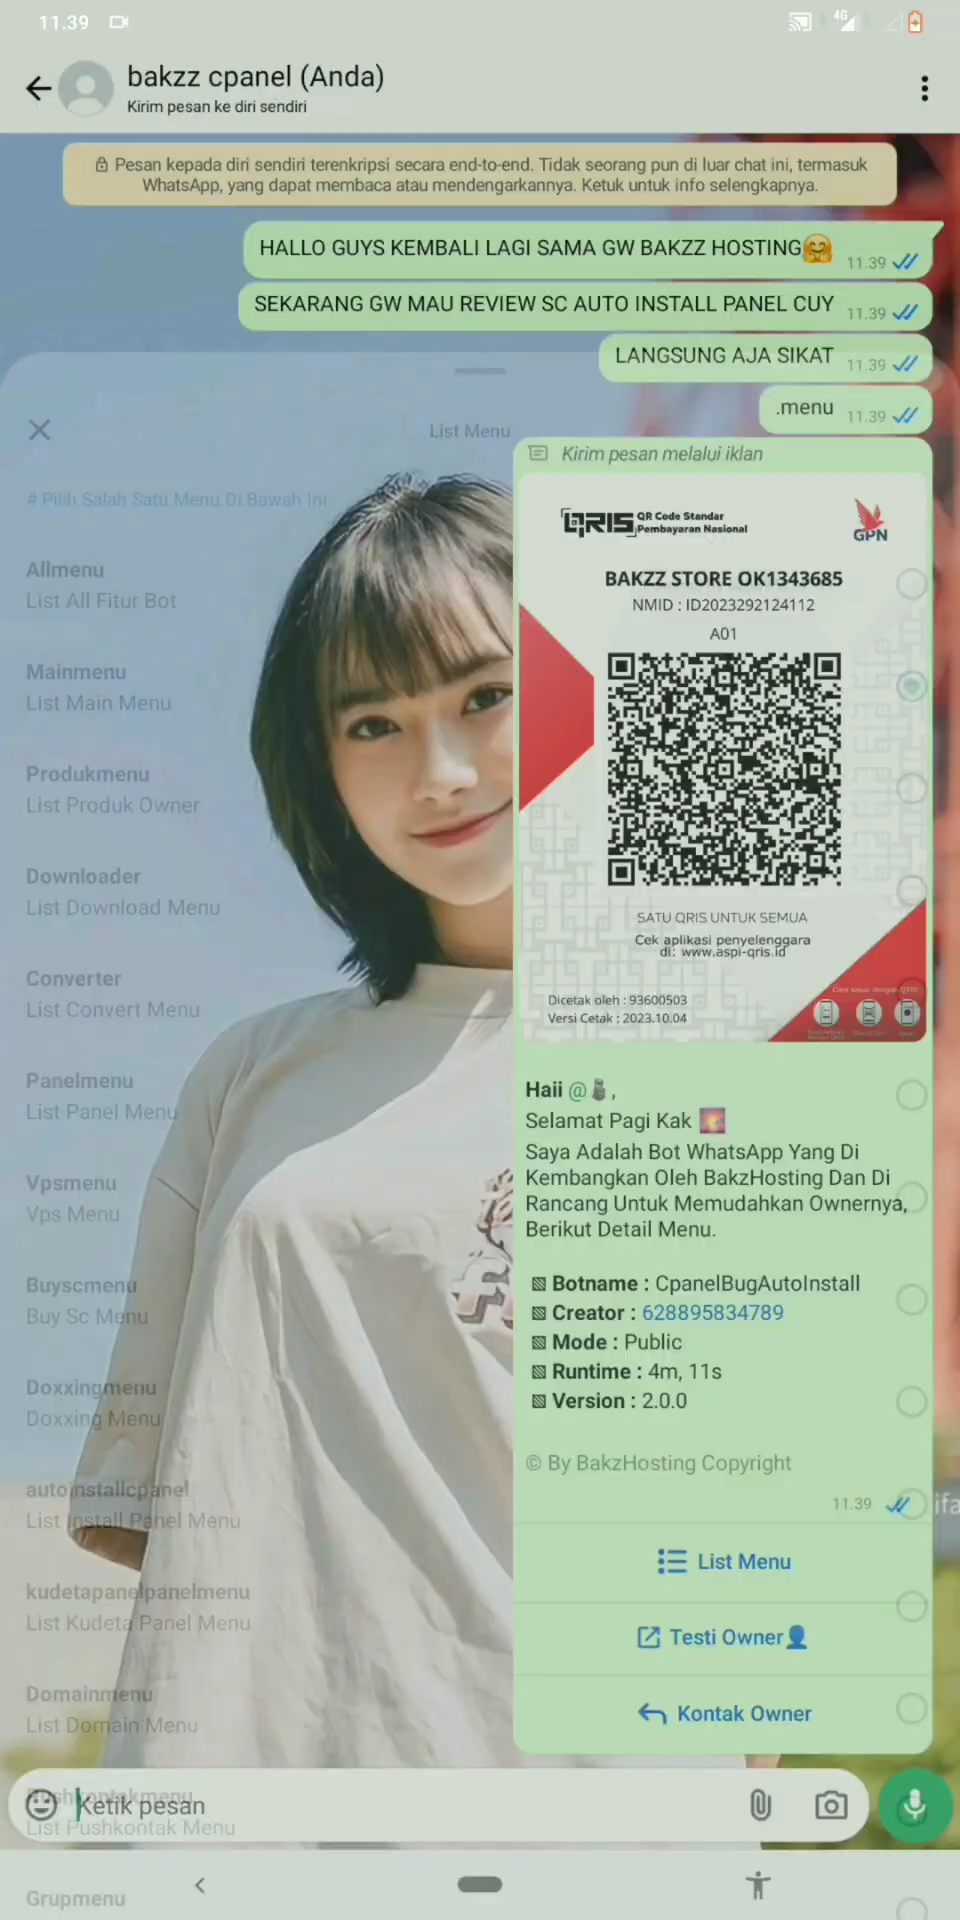 11.39
4G
bakzz cpanel (Anda)
Kirim pesan ke diri sendiri
Pesan kepada diri sendiri terenkripsi secara end-to-end. Tidak seorang pun di luar chat ini, termasuk
WhatsApp, yang dapat membaca atau mendengarkannya. Ketuk untuk info selengkapnya.
HALLO GUYS KEMBALI LAGI SAMA GW BAKZZ HOSTING🤗
11.39
SEKARANG GW MAU REVIEW SC AUTO INSTALL PANEL CUY
11.39
LANGSUNG AJA SIKAT
11.39
.menu
11.39
Kirim pesan melalui iklan
QRIS
QR Code Standar
Pembayaran Nasional
GPN
BAKZZ STORE OK1343685
NMID : ID2023292124112
A01
SATU QRIS UNTUK SEMUA
Cek aplikasi penyelenggara
di: www.aspi-qris.id
Dicetak oleh : 93600503
Versi Cetak : 2023.10.04
Haii @⛄,
Selamat Pagi Kak 🌅
Saya Adalah Bot WhatsApp Yang Di
Kembangkan Oleh BakzHosting Dan Di
Rancang Untuk Memudahkan Ownernya,
Berikut Detail Menu.
▧ Botname : CpanelBugAutoInstall
▧ Creator : 628895834789
▧ Mode : Public
▧ Runtime : 4m, 11s
▧ Version : 2.0.0
© By BakzHosting Copyright
11.39
List Menu
Testi Owner👤
Kontak Owner
List Menu
# Pilih Salah Satu Menu Di Bawah Ini
Allmenu
List All Fitur Bot
Mainmenu
List Main Menu
Produkmenu
List Produk Owner
Downloader
List Download Menu
Converter
List Convert Menu
Panelmenu
List Panel Menu
Vpsmenu
Vps Menu
Buyscmenu
Buy Sc Menu
Doxxingmenu
Doxxing Menu
autoinstallcpanel
List Install Panel Menu
kudetapanelpanelmenu
List Kudeta Panel Menu
Domainmenu
List Domain Menu
Pushkontakmenu
List Pushkontak Menu
Grupmenu
Ketik pesan